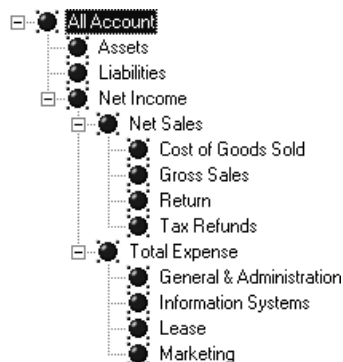 All Account
Assets
Liabilities
Net Income
Net Sales
Cost of Goods Sold
Gross Sales
Return
Tax Refunds
Total Expense
General & Administration
Information Systems
Lease
Marketing